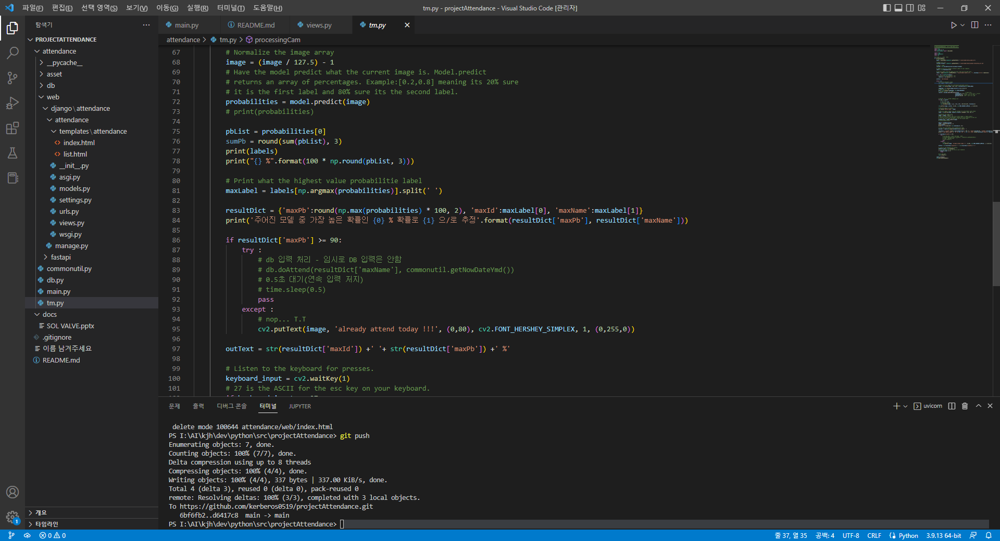 파일(F) 편집(E) 선택 영역(S) 보기(V) 이동(G) 실행(R) 터미널(T) 도움말(H)
tm.py - projectAttendance - Visual Studio Code [관리자]
탐색기
PROJECTATTENDANCE
attendance
__pycache__
asset
db
web
django\attendance
attendance
templates\attendance
index.html
list.html
__init__.py
asgi.py
models.py
settings.py
urls.py
views.py
wsgi.py
manage.py
fastapi
commonutil.py
db.py
main.py
tm.py
docs
SOL VALVE.pptx
.gitignore
이름 남겨주세요
README.md
개요
타임라인
1
main.py README.md views.py tm.py
attendance > tm.py > processingCam
67 # Normalize the image array
68 image = (image / 127.5) - 1
69 # Have the model predict what the current image is. Model.predict
70 # returns an array of percentages. Example:[0.2,0.8] meaning its 20% sure
71 # it is the first label and 80% sure its the second label.
72 probabilities = model.predict(image)
73 # print(probabilities)
74
75 pbList = probabilities[0]
76 sumPb = round(sum(pbList), 3)
77 print(labels)
78 print("{} %".format(100 * np.round(pbList, 3)))
79
80 # Print what the highest value probabilitie label
81 maxLabel = labels[np.argmax(probabilities)].split(' ')
82
83 resultDict = {'maxPb':round(np.max(probabilities) * 100, 2), 'maxId':maxLabel[0], 'maxName':maxLabel[1]}
84 print('주어진 모델 중 가장 높은 확률인 {0} % 확률로 {1} 으/로 추정'.format(resultDict['maxPb'], resultDict['maxName']))
85
86 if resultDict['maxPb'] >= 90:
87 try :
88 # db 입력 처리 - 임시로 DB 입력은 안함
89 # db.doAttend(resultDict['maxName'], commonutil.getNowDateYmd())
90 # 0.5초 대기(연속 입력 저지)
91 # time.sleep(0.5)
92 pass
93 except :
94 # nop... T.T
95 cv2.putText(image, 'already attend today !!!', (0,80), cv2.FONT_HERSHEY_SIMPLEX, 1, (0,255,0))
96
97 outText = str(resultDict['maxId']) +' '+ str(resultDict['maxPb']) +' %'
98
99 # Listen to the keyboard for presses.
100 keyboard_input = cv2.waitKey(1)
101 # 27 is the ASCII for the esc key on your keyboard.
문제 출력 디버그 콘솔 터미널 JUPYTER
uvicorn
delete mode 100644 attendance/web/index.html
PS I:\AI\kjh\dev\python\src\projectAttendance> git push
Enumerating objects: 7, done.
Counting objects: 100% (7/7), done.
Delta compression using up to 8 threads
Compressing objects: 100% (4/4), done.
Writing objects: 100% (4/4), 337 bytes | 337.00 KiB/s, done.
Total 4 (delta 3), reused 0 (delta 0), pack-reused 0
remote: Resolving deltas: 100% (3/3), completed with 3 local objects.
To https://github.com/kerberos0519/projectAttendance.git
6bf6fb2..d6417c8 main -> main
PS I:\AI\kjh\dev\python\src\projectAttendance>
0 0
줄 37, 열 35 공백: 4 UTF-8 CRLF Python 3.9.13 64-bit